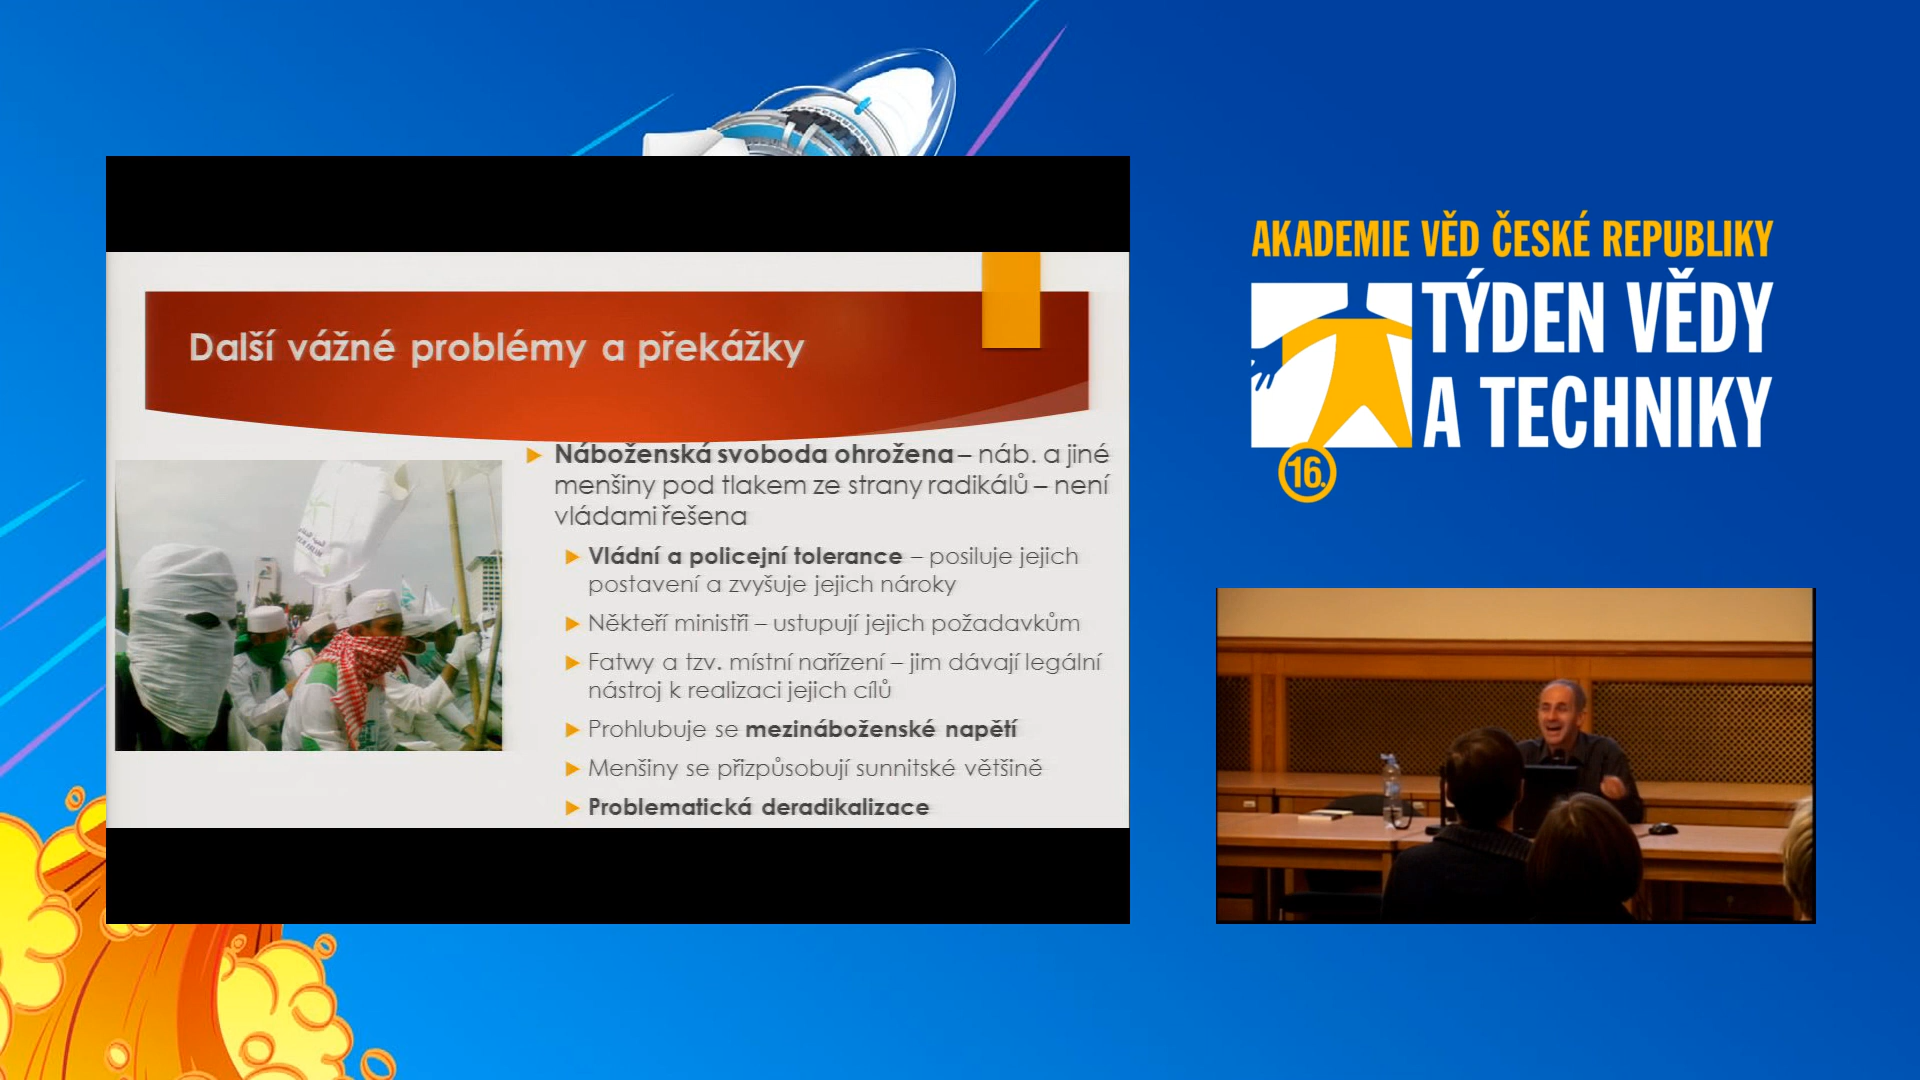 Další vážné problémy a překážky
Náboženská svoboda ohrožena – náb. a jiné
menšiny pod tlakem ze strany radikálů – není
vládami řešena
Vládní a policejní tolerance – posiluje jejich
postavení a zvyšuje jejich nároky
Někteří ministři – ustupují jejich požadavkům
Fatwy a tzv. místní nařízení – jim dávají legální
nástroj k realizaci jejich cílů
Prohlubuje se mezináboženské napětí
Menšiny se přizpůsobují sunnitské většině
Problematická deradikalizace
AKADEMIE VĚD ČESKÉ REPUBLIKY
TÝDEN VĚDY
A TECHNIKY
16.